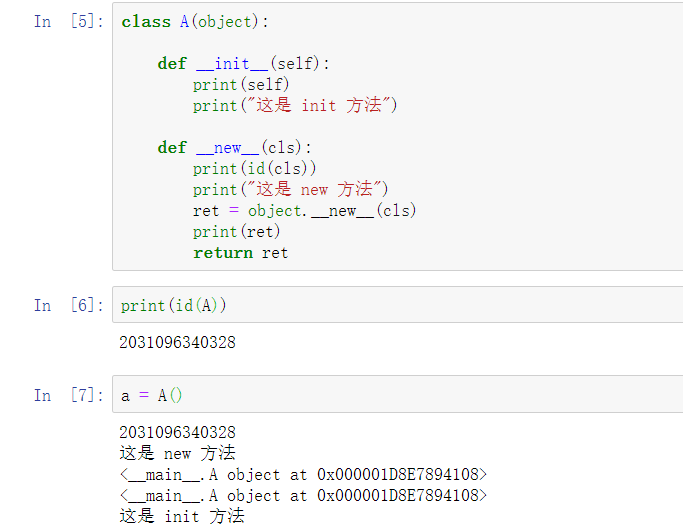 In [5]: class A(object):
    def __init__(self):
        print(self)
        print("这是 init 方法")
    def __new__(cls):
        print(id(cls))
        print("这是 new 方法")
        ret = object.__new__(cls)
        print(ret)
        return ret
In [6]: print(id(A))
2031096340328
In [7]: a = A()
2031096340328
这是 new 方法
<__main__.A object at 0x000001D8E7894108>
<__main__.A object at 0x000001D8E7894108>
这是 init 方法